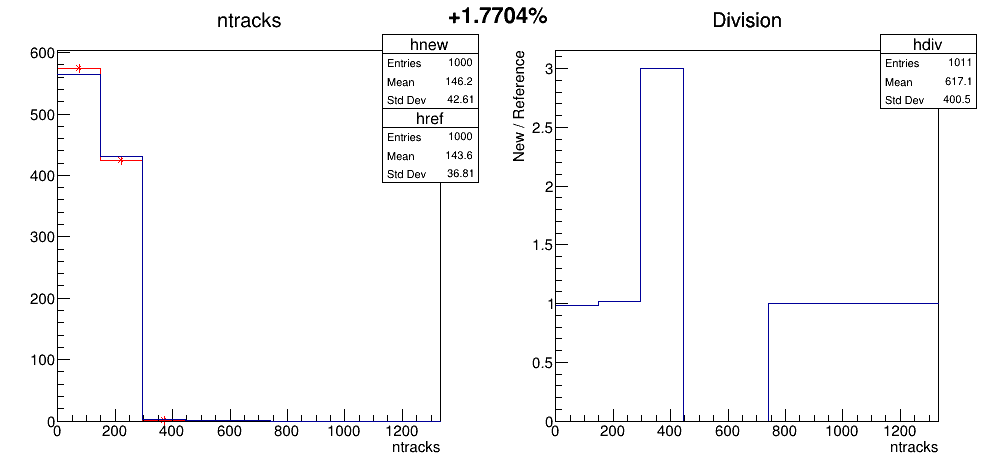 +1.7704%
ntracks
hnew
Entries 1000
Mean 146.2
Std Dev 42.61
href
Entries 1000
Mean 143.6
Std Dev 36.81
600
500
400
300
200
100
0
0 200 400 600 800 1000 1200
ntracks
Division
hdiv
Entries 1011
Mean 617.1
Std Dev 400.5
New / Reference
3
2.5
2
1.5
1
0.5
0
0 200 400 600 800 1000 1200
ntracks